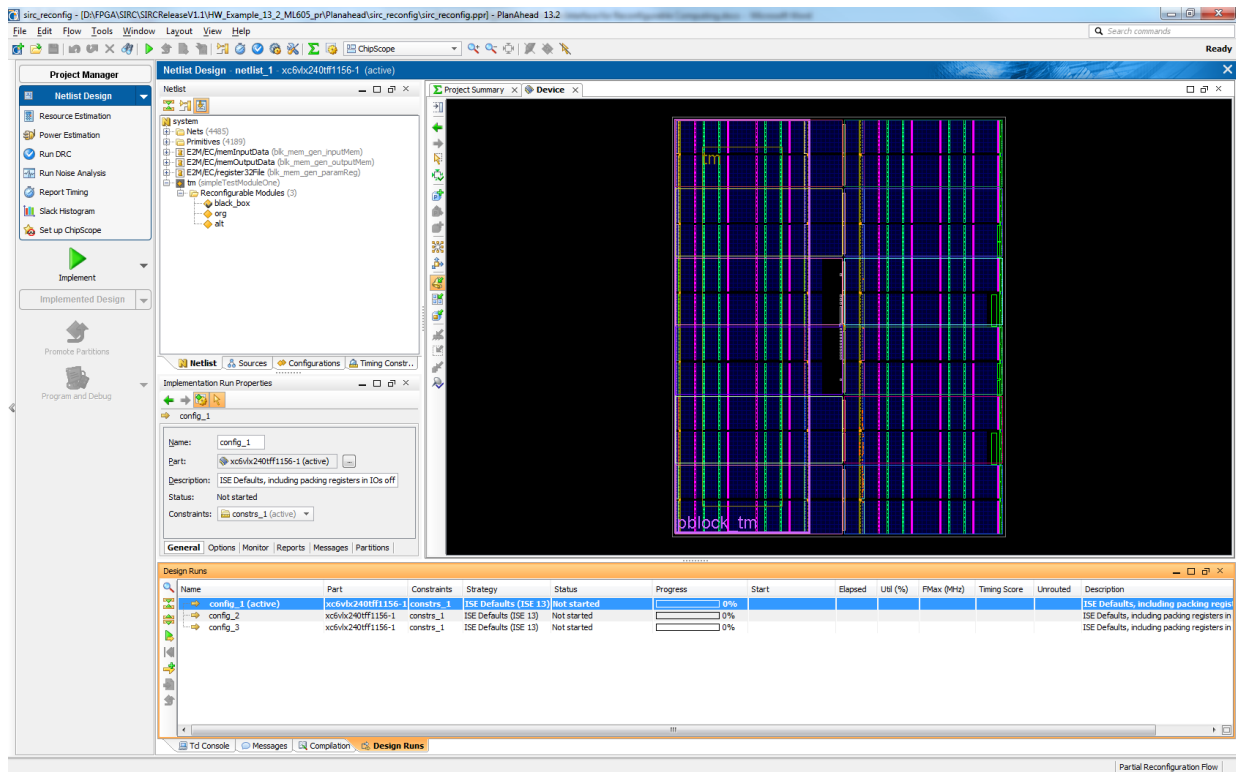 sirc_reconfig - [D:\FPGA\SIRC\SIRCReleaseV1.1\HW_Example_13_2_ML605_pr\Planahead\sirc_reconfig\sirc_reconfig.ppr] - PlanAhead 13.2
File Edit Flow Tools Window Layout View Help
Search commands
ChipScope
Ready
Project Manager
Netlist Design
Resource Estimation
Power Estimation
Run DRC
Run Noise Analysis
Report Timing
Slack Histogram
Set up ChipScope
Implement
Implemented Design
Promote Partitions
Program and Debug
Netlist Design - netlist_1 - xc6vlx240tff1156-1 (active)
Netlist
system
Nets (4485)
Primitives (4189)
E2M/EC/memInputData (blk_mem_gen_inputMem)
E2M/EC/memOutputData (blk_mem_gen_outputMem)
E2M/EC/register32File (blk_mem_gen_paramReg)
tm (simpleTestModuleOne)
Reconfigurable Modules (3)
black_box
org
alt
Netlist Sources Configurations Timing Constr..
Implementation Run Properties
config_1
Name: config_1
Part: xc6vlx240tff1156-1 (active)
Description: ISE Defaults, including packing registers in IOs off
Status: Not started
Constraints: constrs_1 (active)
General Options Monitor Reports Messages Partitions
Project Summary Device
tm
pblock_tm
Design Runs
Name Part Constraints Strategy Status Progress Start Elapsed Util (%) FMax (MHz) Timing Score Unrouted Description
config_1 (active) xc6vlx240tff1156-1 constrs_1 ISE Defaults (ISE 13) Not started 0% ISE Defaults, including packing regist
config_2 xc6vlx240tff1156-1 constrs_1 ISE Defaults (ISE 13) Not started 0% ISE Defaults, including packing registers in
config_3 xc6vlx240tff1156-1 constrs_1 ISE Defaults (ISE 13) Not started 0% ISE Defaults, including packing registers in
Tcl Console Messages Compilation Design Runs
Partial Reconfiguration Flow